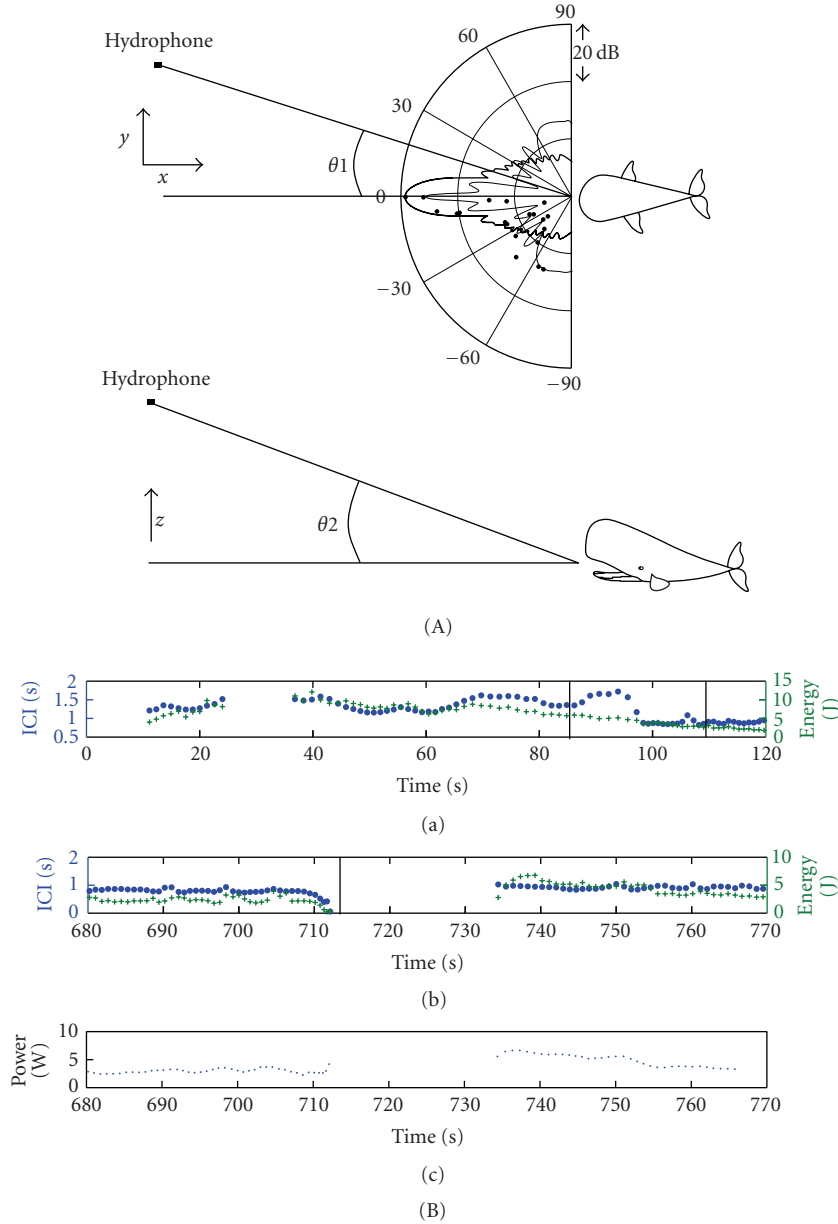 90
Hydrophone
60
20 dB
30
y
θ1
x
0
−30
−60
−90
Hydrophone
z
θ2
(A)
ICI (s)
2
1.5
1
0.5
15
10
5
0
Energy
(J)
0 20 40 60 80 100 120
Time (s)
(a)
ICI (s)
2
1
0
10
5
0
Energy
(J)
680 690 700 710 720 730 740 750 760 770
Time (s)
(b)
Power
(W)
10
5
0
680 690 700 710 720 730 740 750 760 770
Time (s)
(c)
(B)